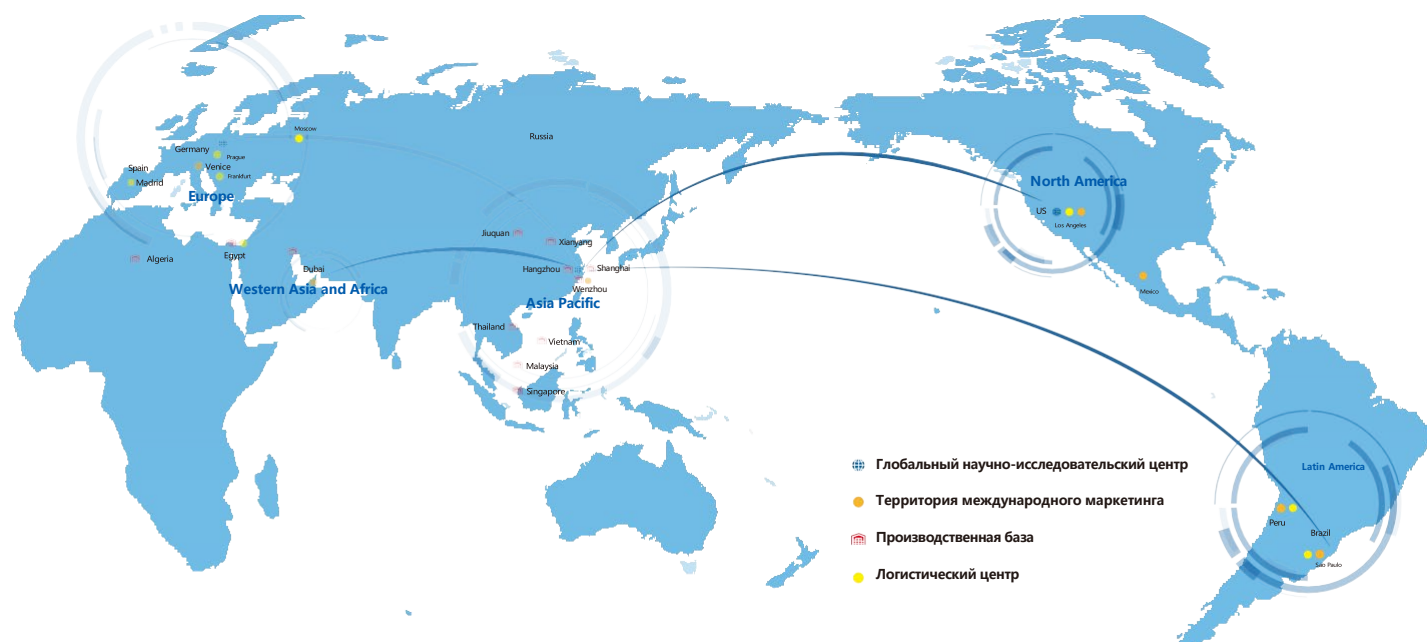 Moscow
Russia
Germany
Prague
Spain
Venice
Frankfurt
Madrid
Europe
North America
US
Los Angeles
Jiuquan
Xianyang
Egypt
Algeria
Dubai
Hangzhou
Shanghai
Western Asia and Africa
Wenzhou
Asia Pacific
Mexico
Thailand
Vietnam
Malaysia
Singapore
Глобальный научно-исследовательский центр
Latin America
Территория международного маркетинга
Peru
Brazil
Производственная база
Sao Paulo
Логистический центр